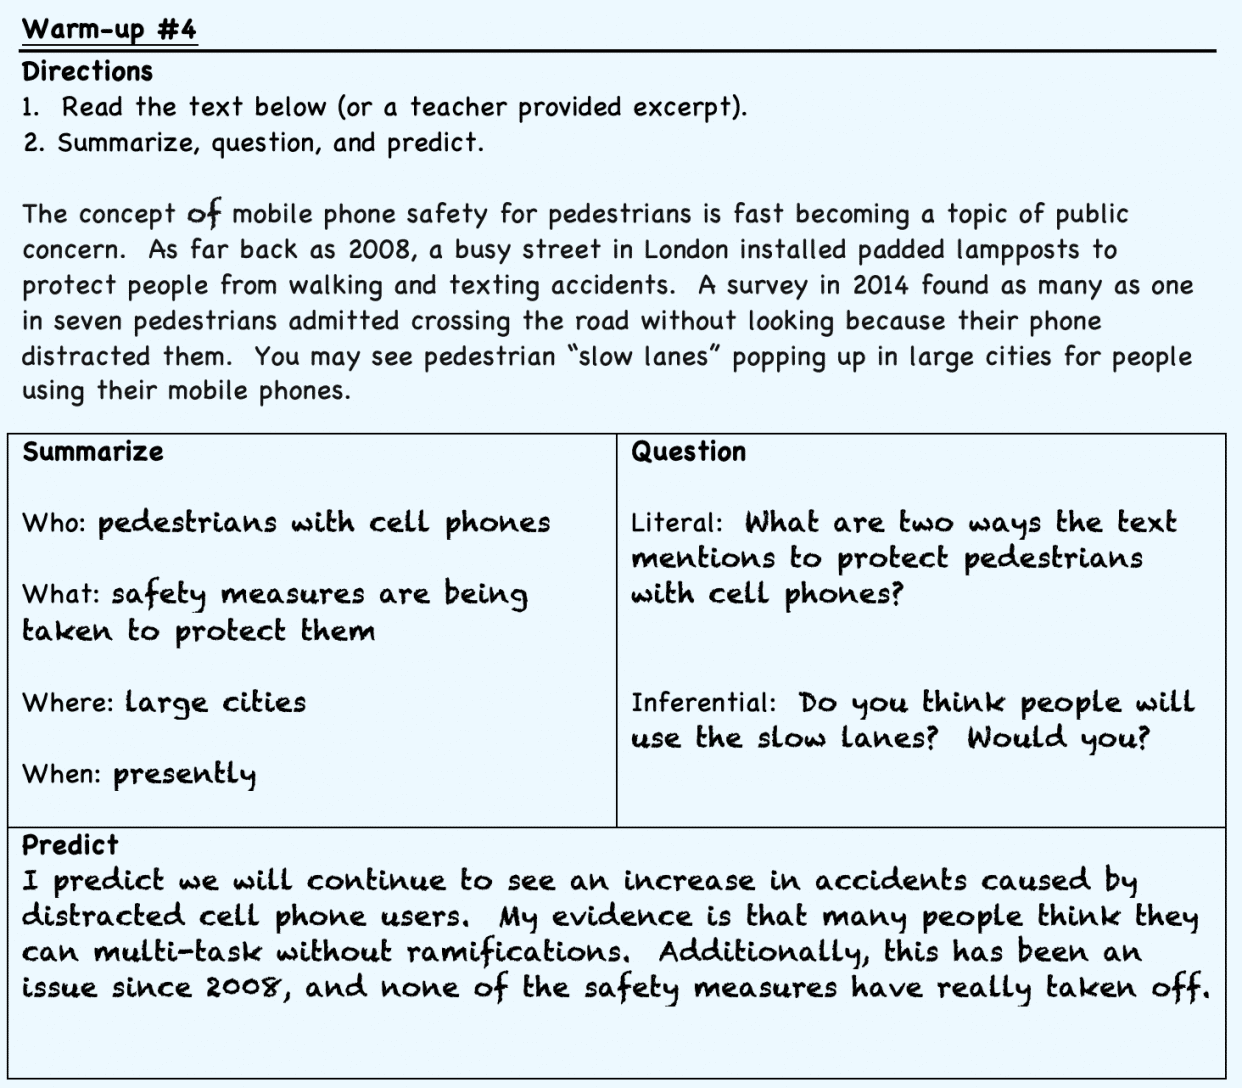 Warm-up #4
Directions
1. Read the text below (or a teacher provided excerpt).
2. Summarize, question, and predict.
The concept of mobile phone safety for pedestrians is fast becoming a topic of public
concern. As far back as 2008, a busy street in London installed padded lampposts to
protect people from walking and texting accidents. A survey in 2014 found as many as one
in seven pedestrians admitted crossing the road without looking because their phone
distracted them. You may see pedestrian “slow lanes” popping up in large cities for people
using their mobile phones.
Summarize
Who: pedestrians with cell phones
What: safety measures are being
taken to protect them
Where: large cities
When: presently
Question
Literal: What are two ways the text
mentions to protect pedestrians
with cell phones?
Inferential: Do you think people will
use the slow lanes? Would you?
Predict
I predict we will continue to see an increase in accidents caused by
distracted cell phone users. My evidence is that many people think they
can multi-task without ramifications. Additionally, this has been an
issue since 2008, and none of the safety measures have really taken off.